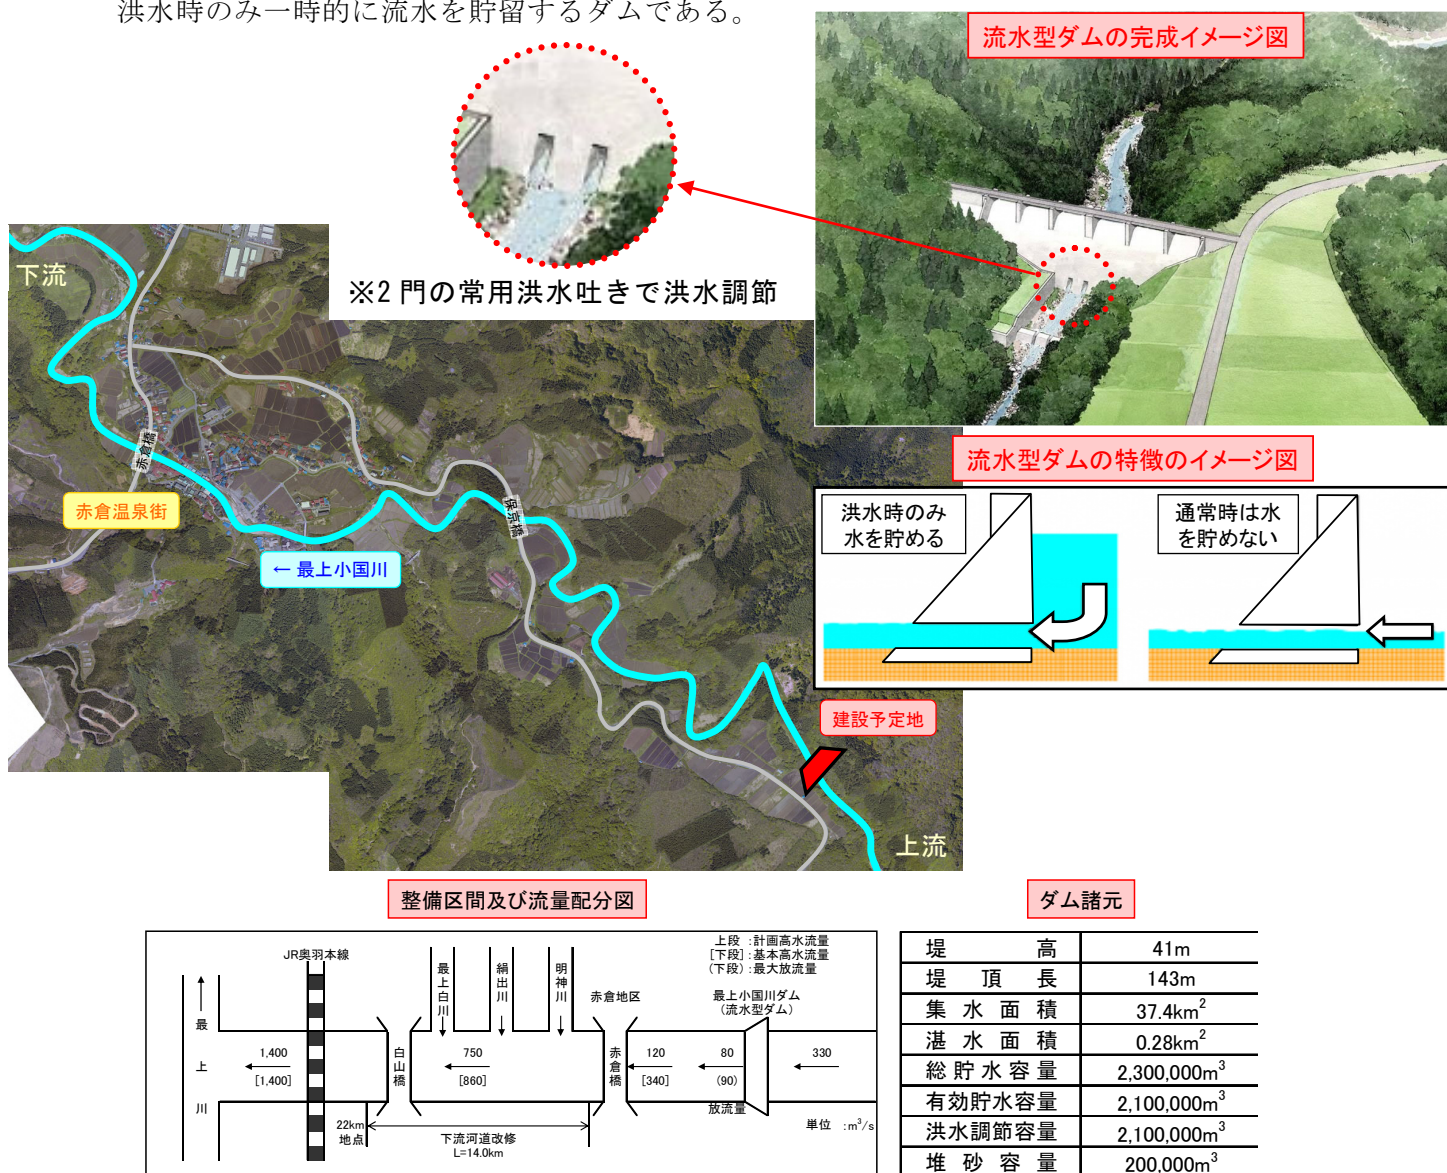 洪水時のみ一時的に流水を貯留するダムである。
流水型ダムの完成イメージ図
※2門の常用洪水吐きで洪水調節
下流
赤倉橋
赤倉温泉街
← 最上小国川
保京橋
建設予定地
上流
流水型ダムの特徴のイメージ図
洪水時のみ
水を貯める
通常時は水
を貯めない
整備区間及び流量配分図
上段 :計画高水流量
[下段]:基本高水流量
(下段):最大放流量
JR奥羽本線
最上白川
絹出川
明神川
赤倉地区
最上小国川ダム
(流水型ダム)
最上川
1,400
[1,400]
白山橋
750
[860]
赤倉橋
120
[340]
80
(90)
放流量
330
22km
地点
下流河道改修
L=14.0km
単位 :m³/s
ダム諸元
堤高 41m
堤頂長 143m
集水面積 37.4km²
湛水面積 0.28km²
総貯水容量 2,300,000m³
有効貯水容量 2,100,000m³
洪水調節容量 2,100,000m³
堆砂容量 200,000m³